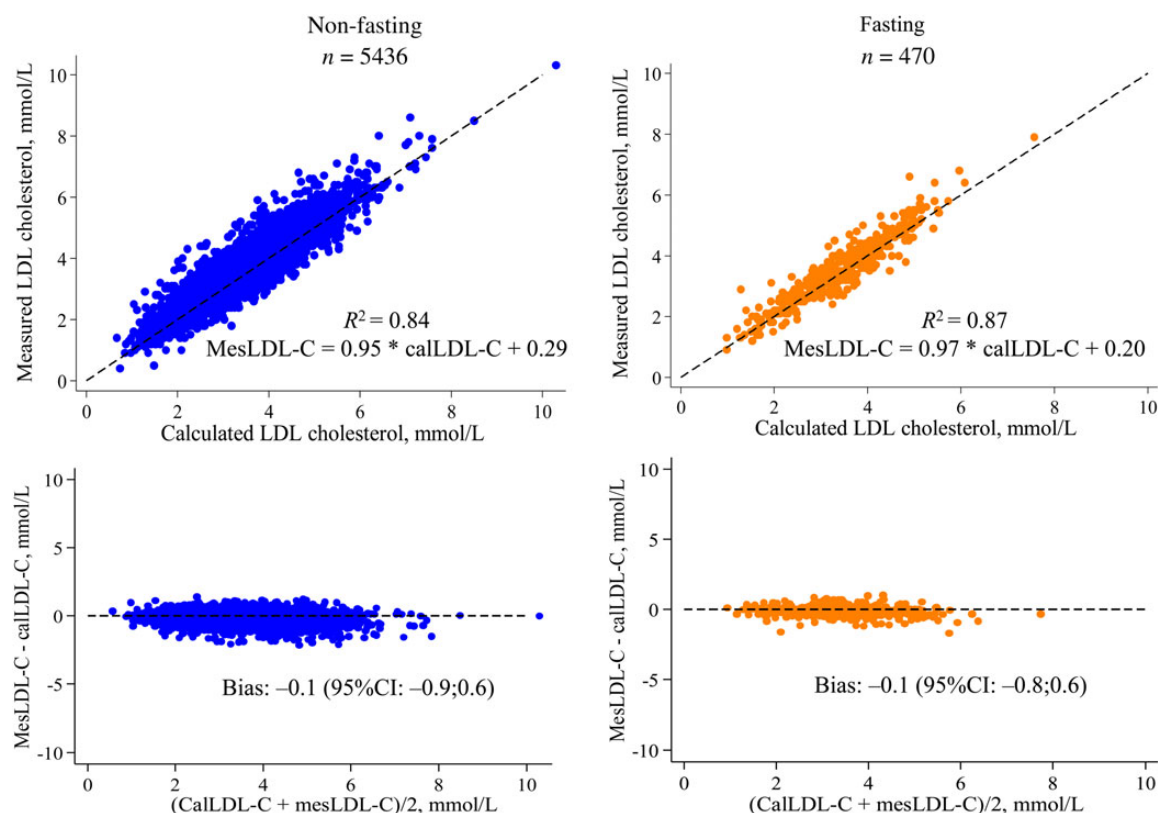 Non-fasting
n = 5436
Measured LDL cholesterol, mmol/L
10
8
6
4
2
0
R² = 0.84
MesLDL-C = 0.95 * calLDL-C + 0.29
0 2 4 6 8 10
Calculated LDL cholesterol, mmol/L
Fasting
n = 470
Measured LDL cholesterol, mmol/L
10
8
6
4
2
0
R² = 0.87
MesLDL-C = 0.97 * calLDL-C + 0.20
0 2 4 6 8 10
Calculated LDL cholesterol, mmol/L
MesLDL-C - calLDL-C, mmol/L
10
5
0
-5
-10
Bias: –0.1 (95%CI: –0.9;0.6)
0 2 4 6 8 10
(CalLDL-C + mesLDL-C)/2, mmol/L
MesLDL-C - calLDL-C, mmol/L
10
5
0
-5
-10
Bias: –0.1 (95%CI: –0.8;0.6)
0 2 4 6 8 10
(CalLDL-C + mesLDL-C)/2, mmol/L